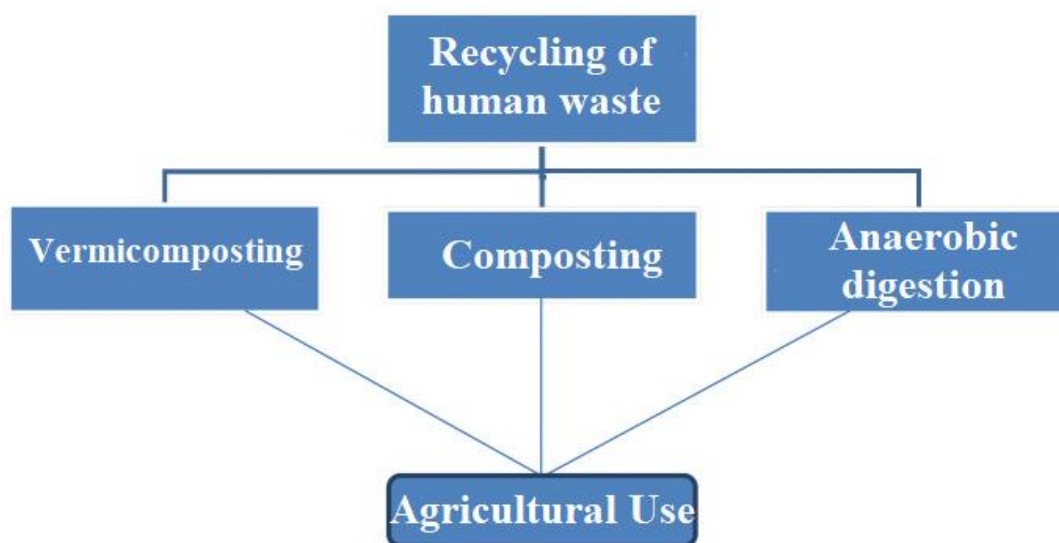 Recycling of
human waste
Vermicomposting
Composting
Anaerobic
digestion
Agricultural Use